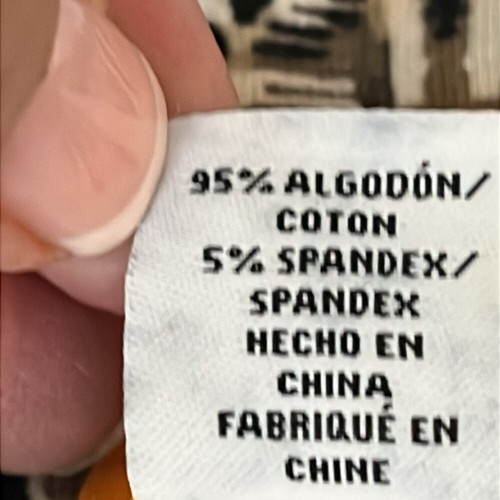 95% ALGODÓN/
COTON
5% SPANDEX/
SPANDEX
HECHO EN
CHINA
FABRIQUÉ EN
CHINE